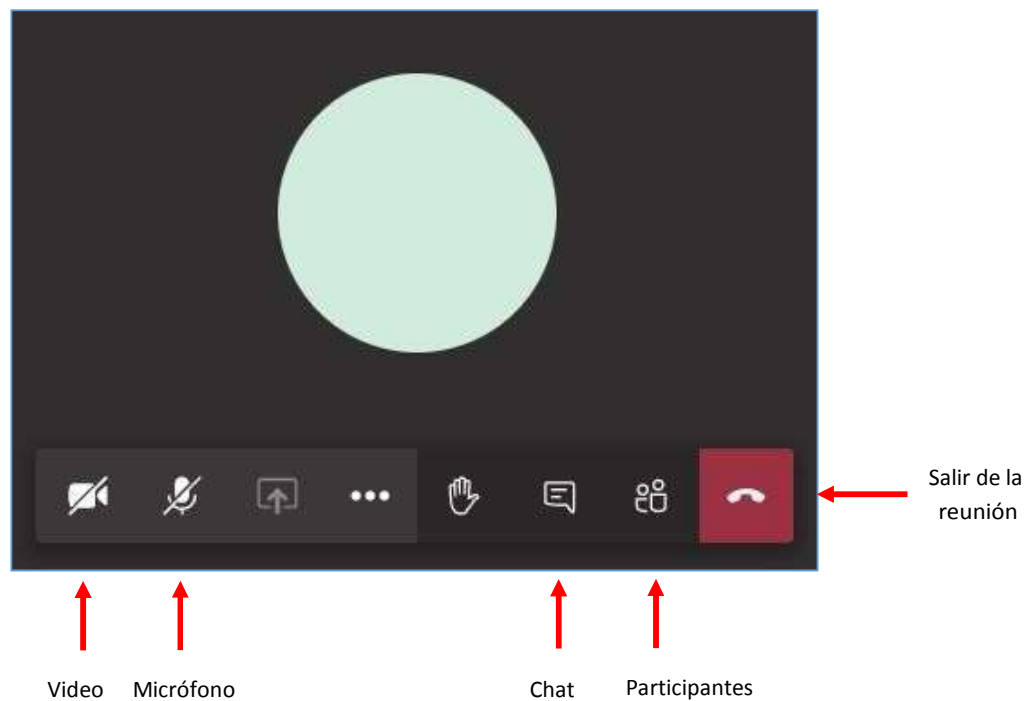 Salir de la
reunión
Video
Micrófono
Chat
Participantes